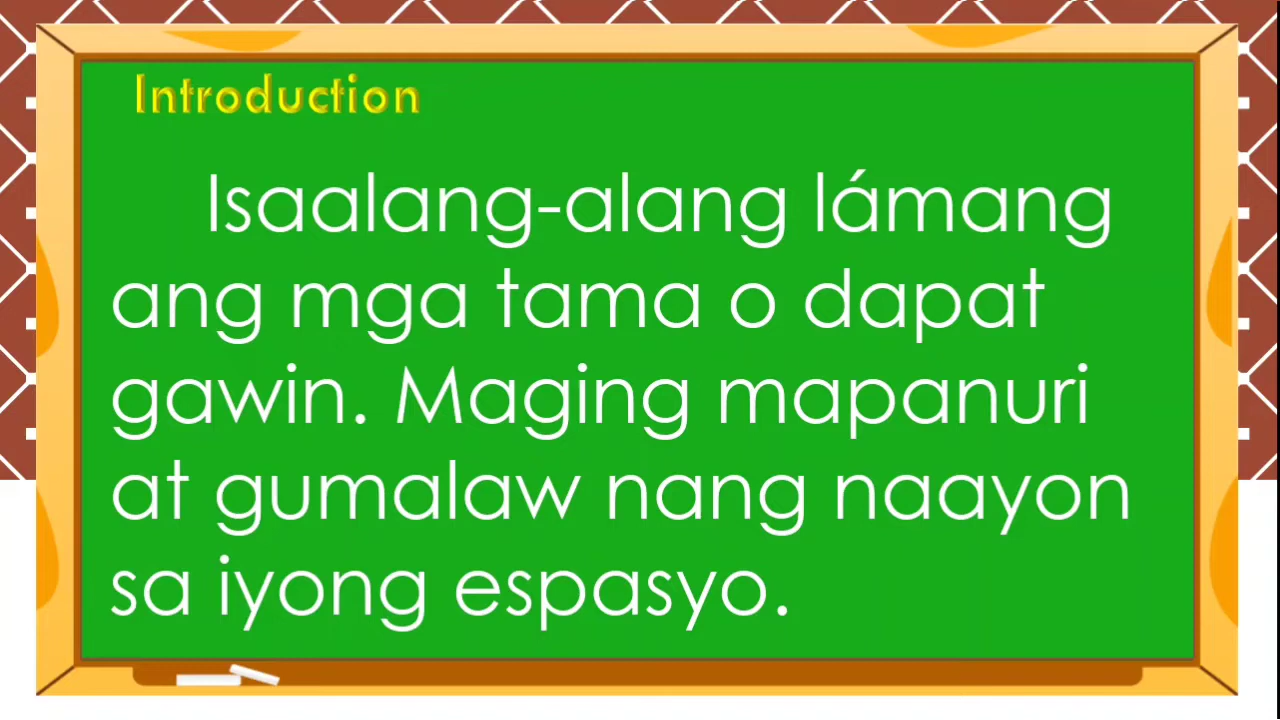 Introduction
Isaalang-alang lámang
ang mga tama o dapat
gawin. Maging mapanuri
at gumalaw nang naayon
sa iyong espasyo.